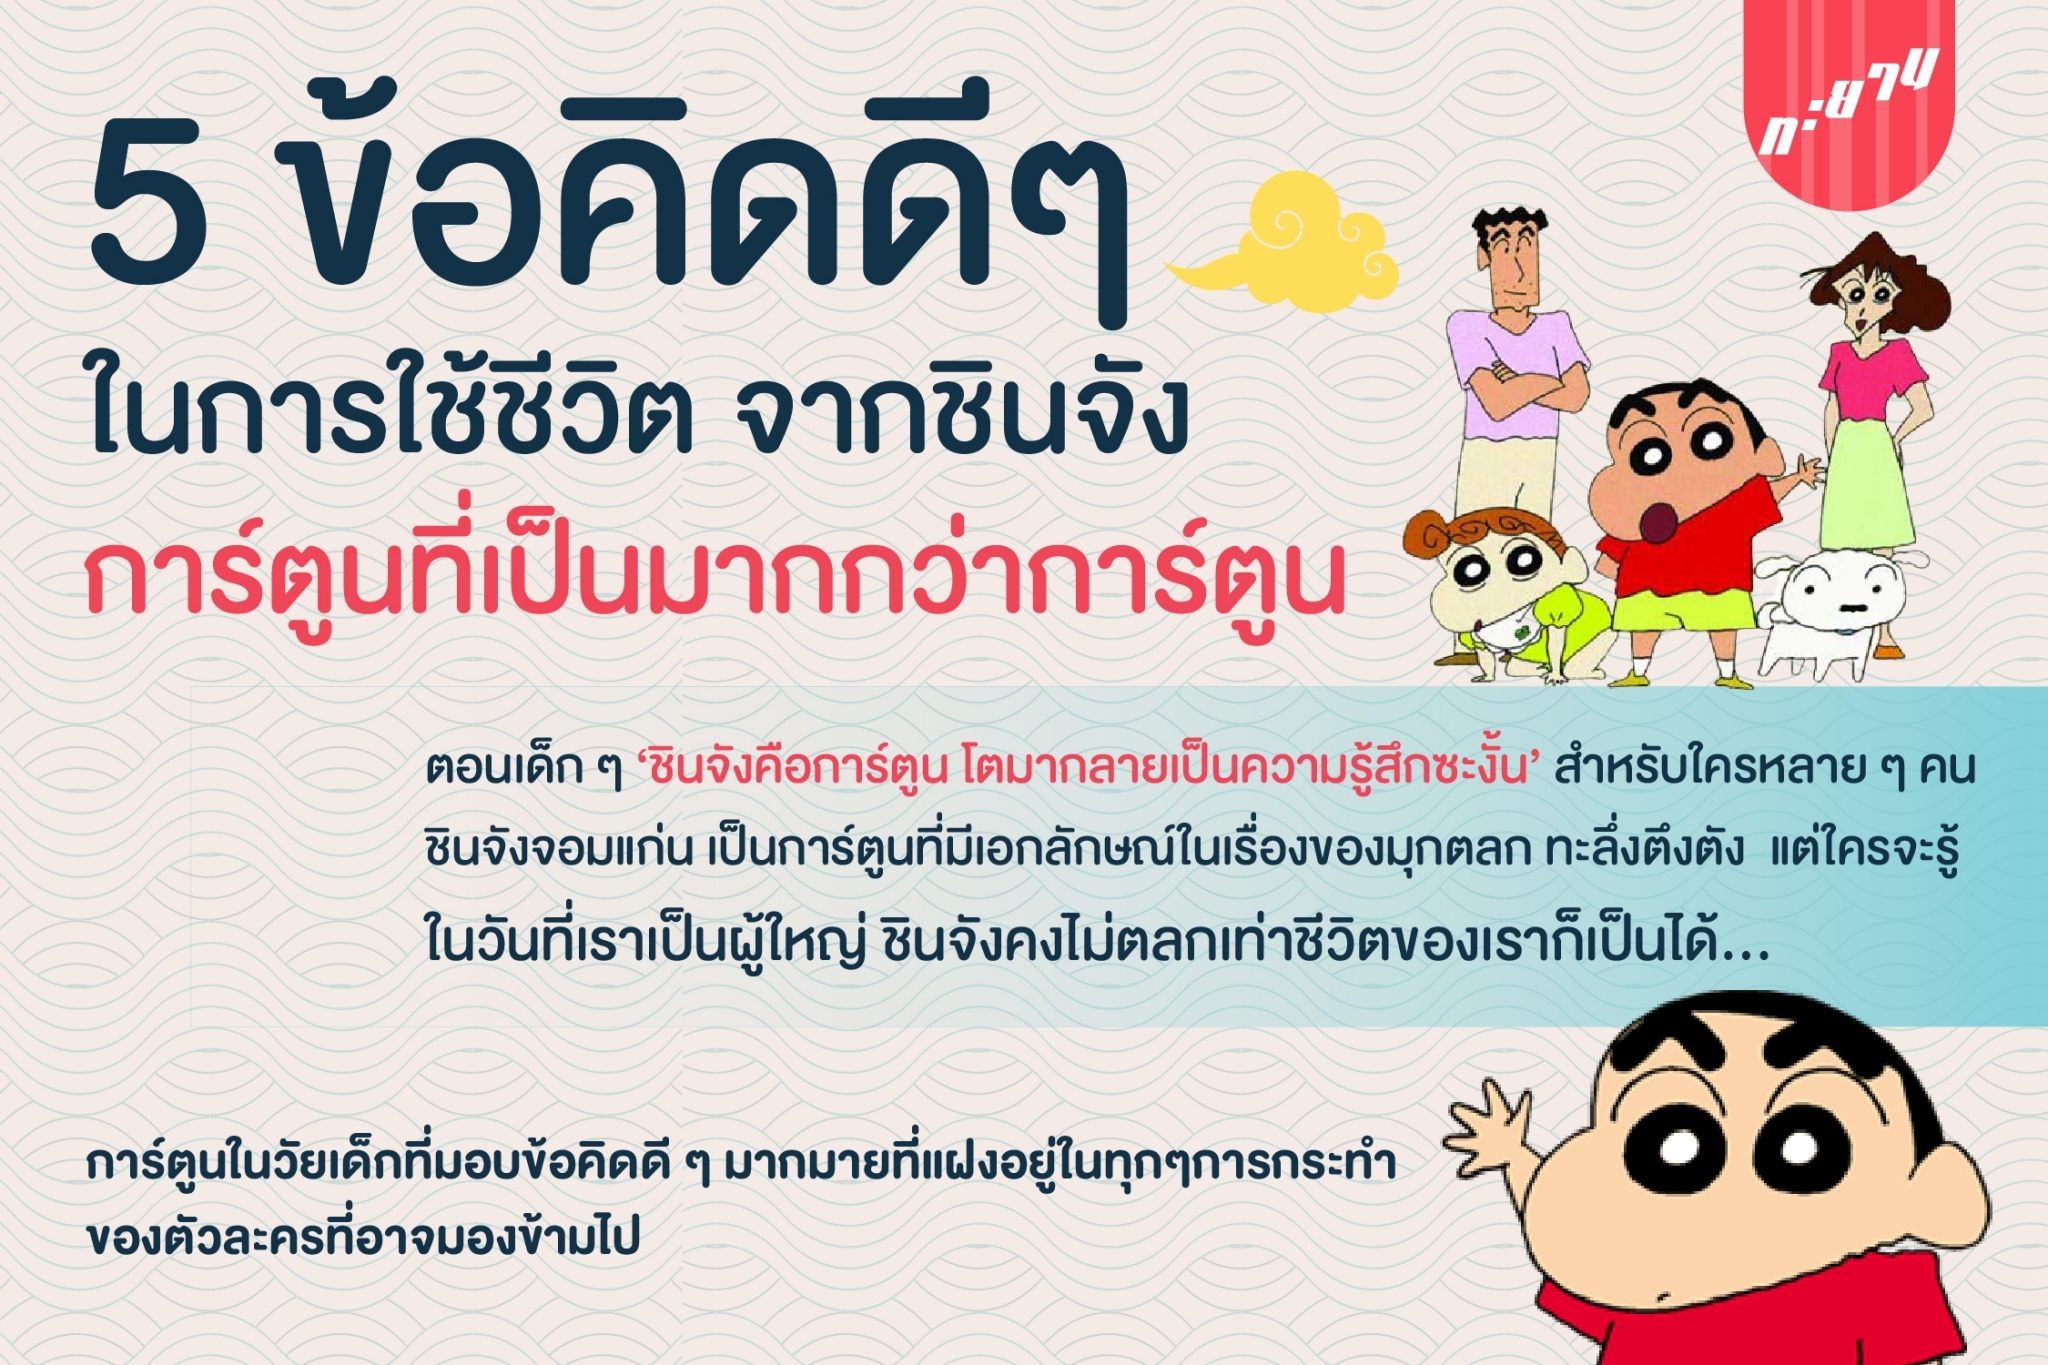 ทะยาน
5 ข้อคิดดีๆ
ในการใช้ชีวิต จากชินจัง
การ์ตูนที่เป็นมากกว่าการ์ตูน
ตอนเด็ก ๆ ‘ชินจังคือการ์ตูน โตมากลายเป็นความรู้สึกซะงั้น’ สำหรับใครหลาย ๆ คน
ชินจังจอมแก่น เป็นการ์ตูนที่มีเอกลักษณ์ในเรื่องของมุกตลก ทะลึ่งตึงตัง แต่ใครจะรู้
ในวันที่เราเป็นผู้ใหญ่ ชินจังคงไม่ตลกเท่าชีวิตของเราก็เป็นได้...
การ์ตูนในวัยเด็กที่มอบข้อคิดดี ๆ มากมายที่แฝงอยู่ในทุกๆการกระทำ
ของตัวละครที่อาจมองข้ามไป